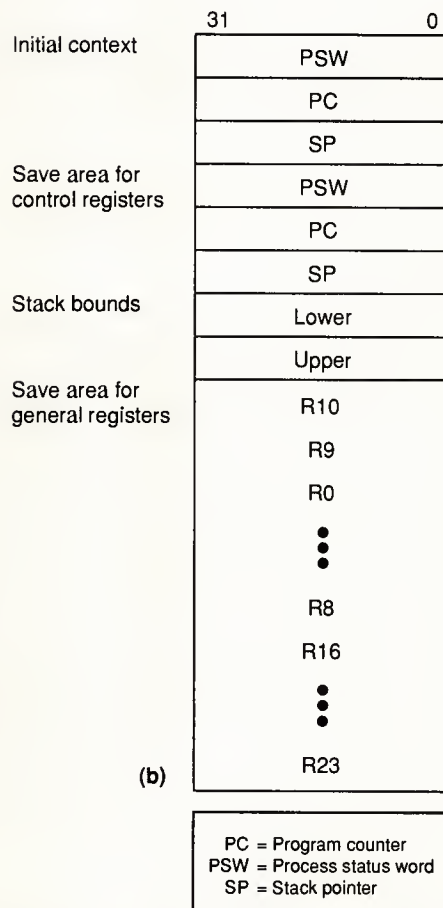 31 0
Initial context
PSW
PC
SP
Save area for
control registers
PSW
PC
SP
Stack bounds
Lower
Upper
Save area for
general registers
R10
R9
R0
R8
R16
R23
(b)
PC = Program counter
PSW = Process status word
SP = Stack pointer